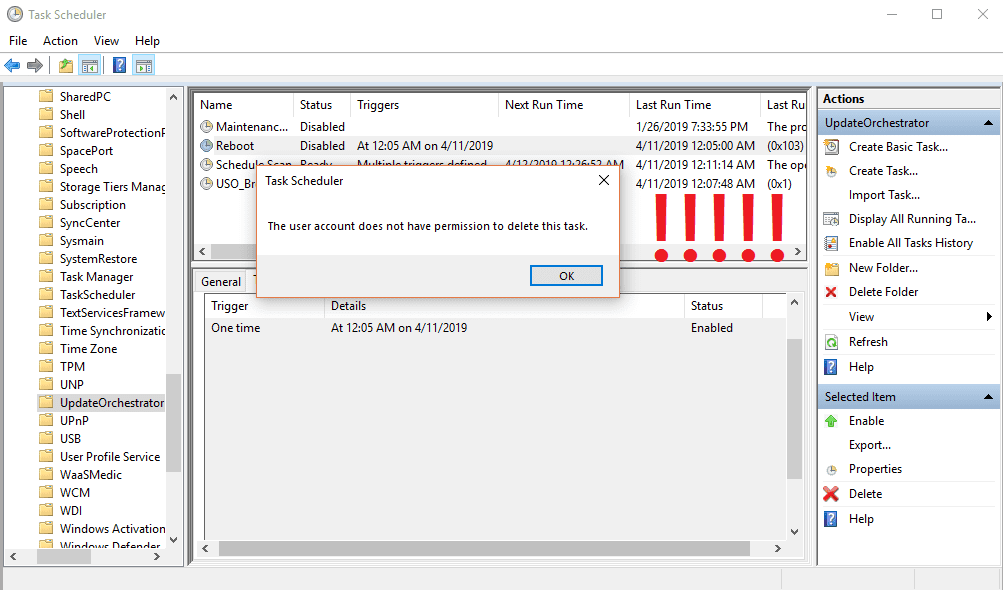 Task Scheduler
File Action View Help
SharedPC
Shell
SoftwareProtectionP
SpacePort
Speech
Storage Tiers Manag
Subscription
SyncCenter
Sysmain
SystemRestore
Task Manager
TaskScheduler
TextServicesFramew
Time Synchronizatic
Time Zone
TPM
UNP
UpdateOrchestrator
UPnP
USB
User Profile Service
WaaSMedic
WCM
WDI
Windows Activation
Windows Defender
Name Status Triggers Next Run Time Last Run Time Last Ru
Maintenanc... Disabled 1/26/2019 7:33:55 PM The pro
Reboot Disabled At 12:05 AM on 4/11/2019 4/11/2019 12:05:00 AM (0x103)
Schedule Scan Ready Multiple triggers defined 4/12/2019 12:26:52 AM 4/11/2019 12:11:14 AM The ope
USO_Br 4/11/2019 12:07:48 AM (0x1)
! ! ! ! !
Task Scheduler
The user account does not have permission to delete this task.
OK
General
Trigger Details Status
One time At 12:05 AM on 4/11/2019 Enabled
Actions
UpdateOrchestrator
Create Basic Task...
Create Task...
Import Task...
Display All Running Ta...
Enable All Tasks History
New Folder...
Delete Folder
View
Refresh
Help
Selected Item
Enable
Export...
Properties
Delete
Help